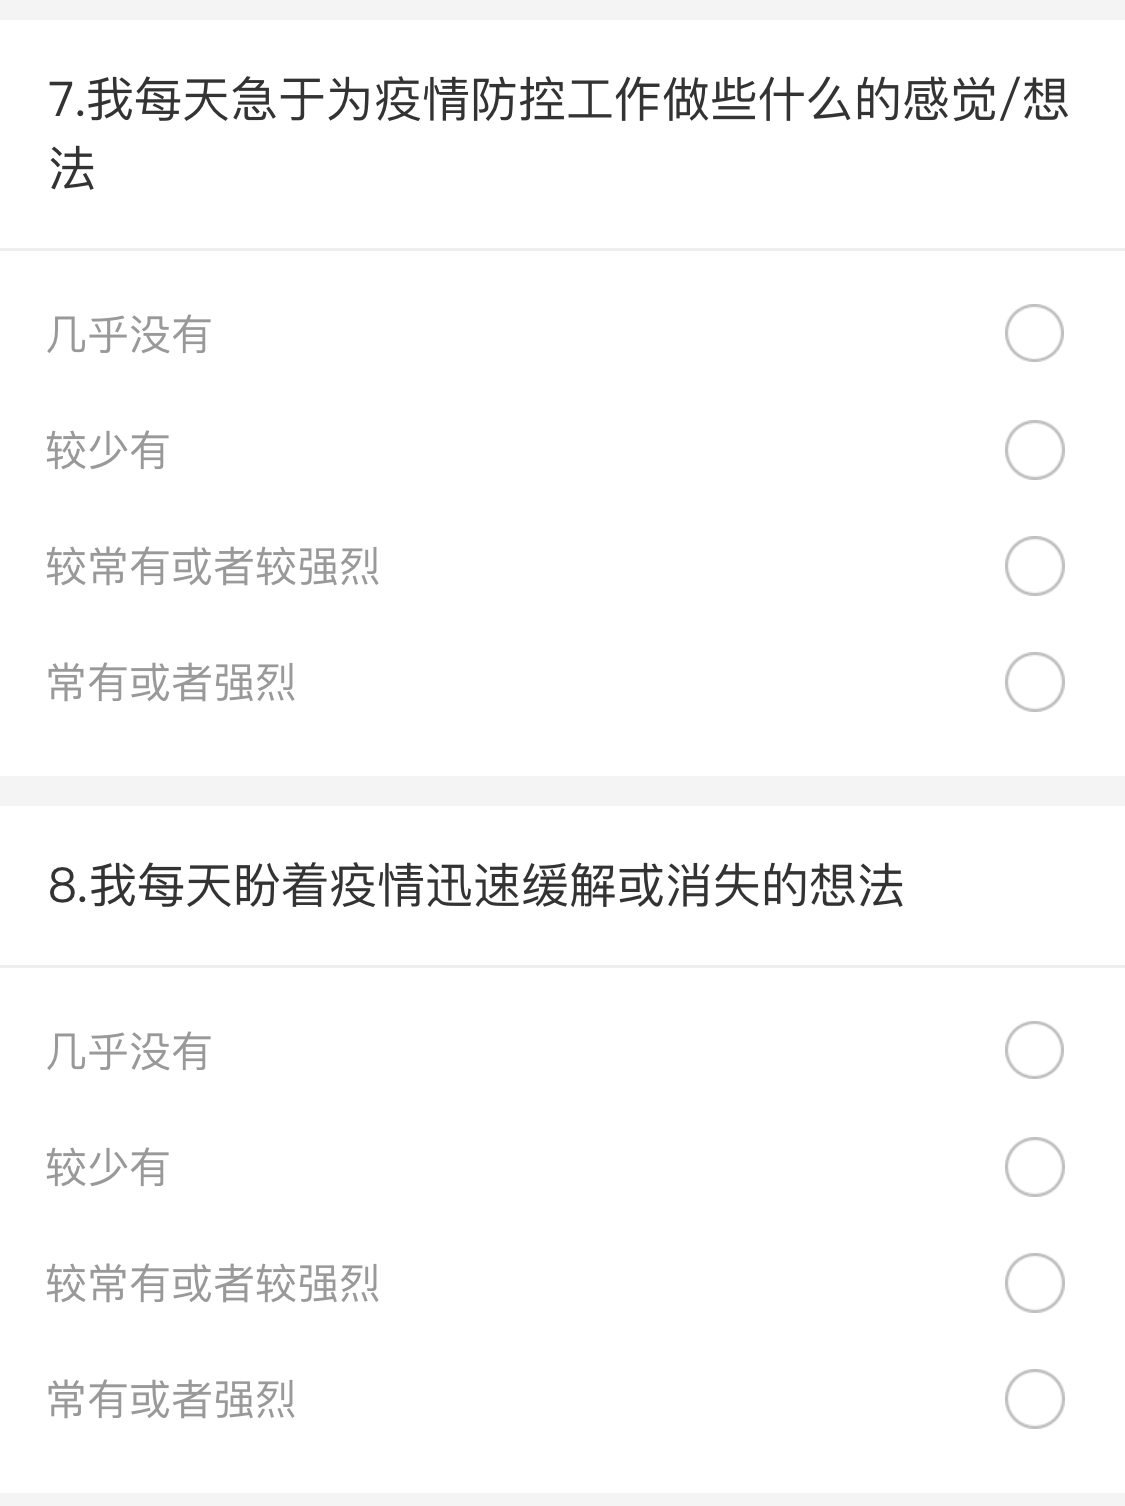 7.我每天急于为疫情防控工作做些什么的感觉/想
法
几乎没有
较少有
较常有或者较强烈
常有或者强烈
8.我每天盼着疫情迅速缓解或消失的想法
几乎没有
较少有
较常有或者较强烈
常有或者强烈